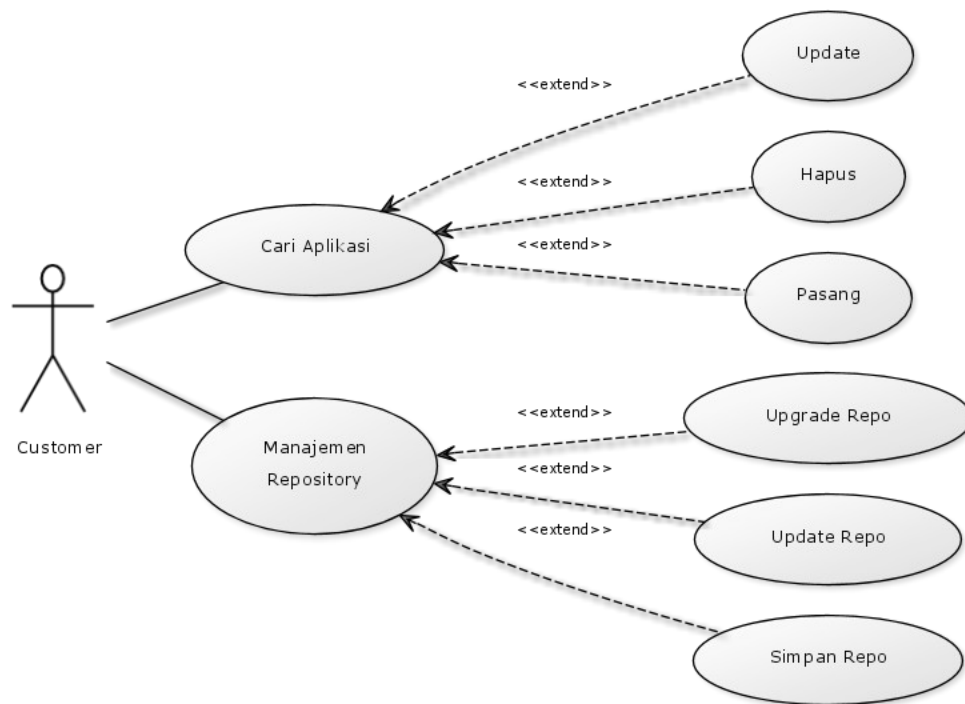 Update
<<extend>>
Hapus
<<extend>>
Cari Aplikasi
<<extend>>
Pasang
Customer
Upgrade Repo
<<extend>>
Manajemen
Repository
<<extend>>
Update Repo
<<extend>>
Simpan Repo